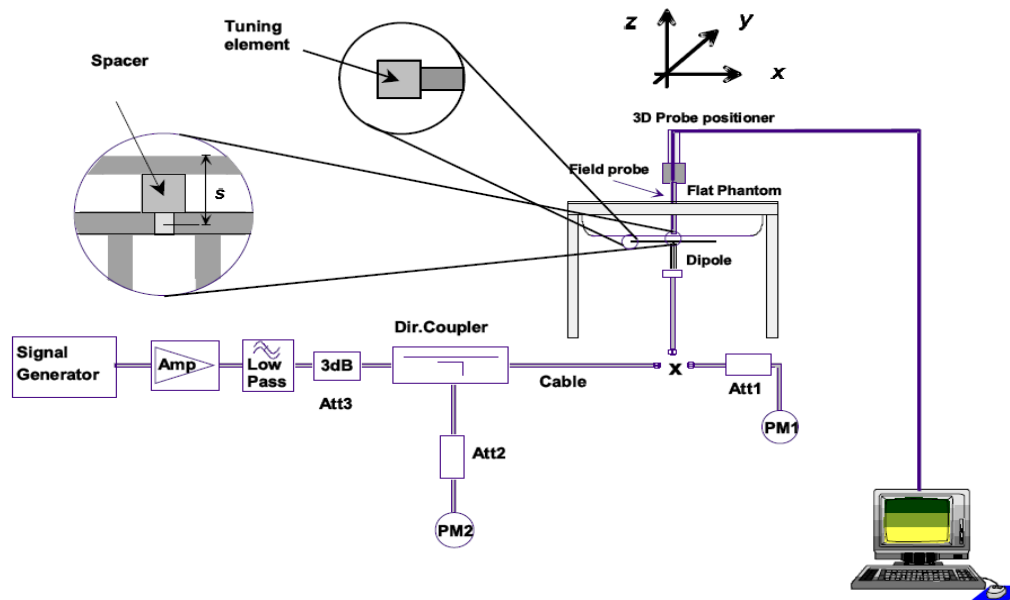 Tuning
element
Spacer
z
y
x
3D Probe positioner
Field probe
Flat Phantom
s
Dipole
Dir.Coupler
Signal
Generator
Amp
Low
Pass
3dB
Att3
Cable
x
Att1
PM1
Att2
PM2